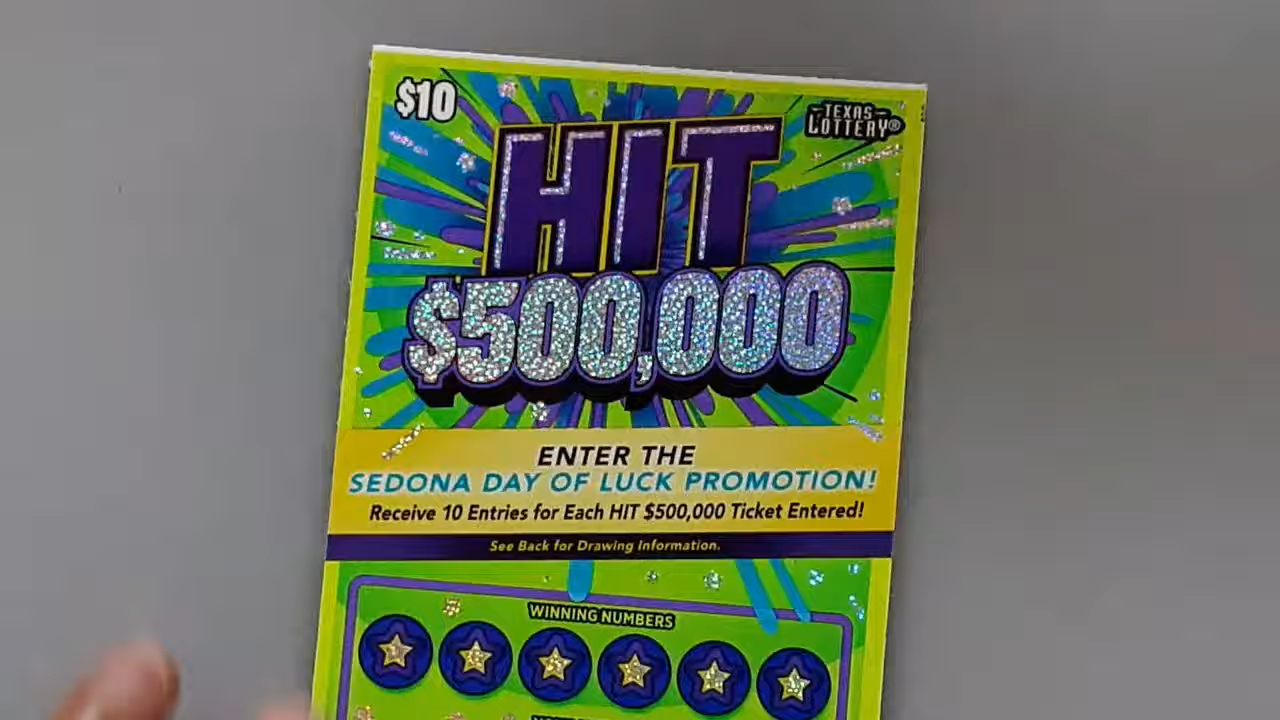 $10
TEXAS
LOTTERY®
HIT
$500,000
ENTER THE
SEDONA DAY OF LUCK PROMOTION!
Receive 10 Entries for Each HIT $500,000 Ticket Entered!
See Back for Drawing Information.
WINNING NUMBERS